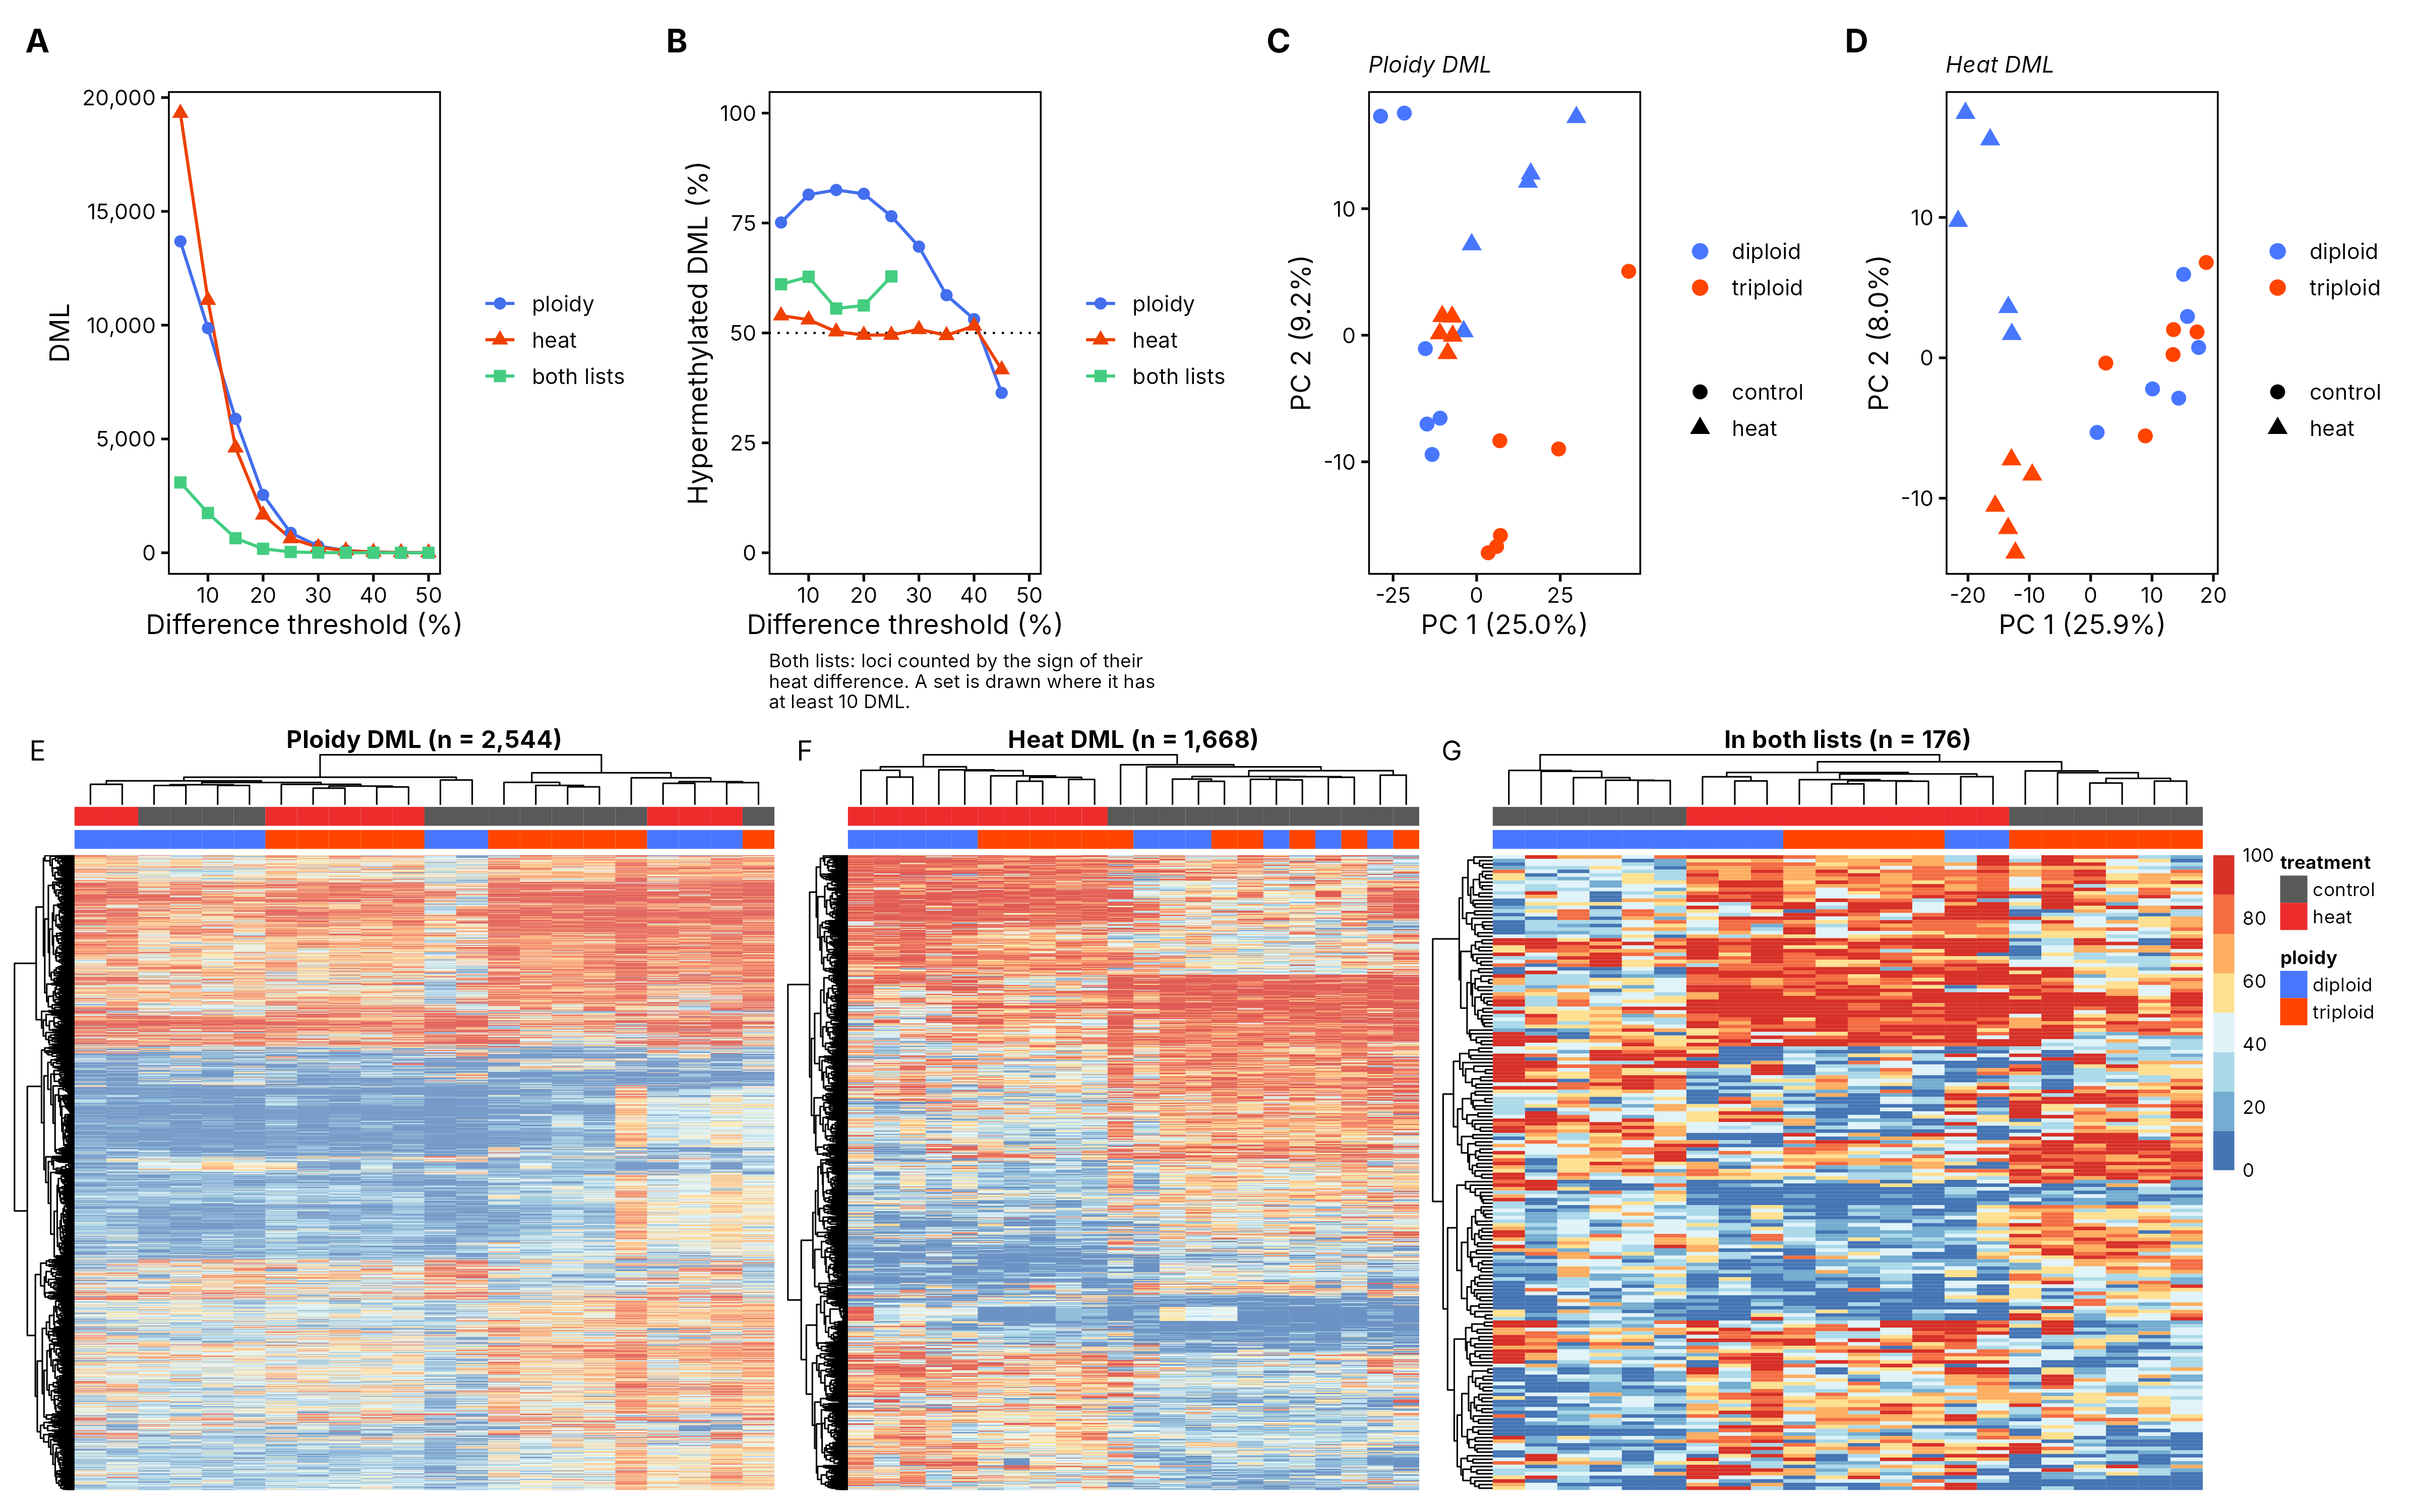 A
B
C
D
Ploidy DML
Heat DML
20,000
15,000
10,000
5,000
0
DML
10 20 30 40 50
Difference threshold (%)
ploidy
heat
both lists
100
75
50
25
0
Hypermethylated DML (%)
10 20 30 40 50
Difference threshold (%)
Both lists: loci counted by the sign of their
heat difference. A set is drawn where it has
at least 10 DML.
ploidy
heat
both lists
10
0
-10
PC 2 (9.2%)
-25 0 25
PC 1 (25.0%)
diploid
triploid
control
heat
10
0
-10
PC 2 (8.0%)
-20 -10 0 10 20
PC 1 (25.9%)
diploid
triploid
control
heat
E
Ploidy DML (n = 2,544)
F
Heat DML (n = 1,668)
G
In both lists (n = 176)
100
80
60
40
20
0
treatment
control
heat
ploidy
diploid
triploid